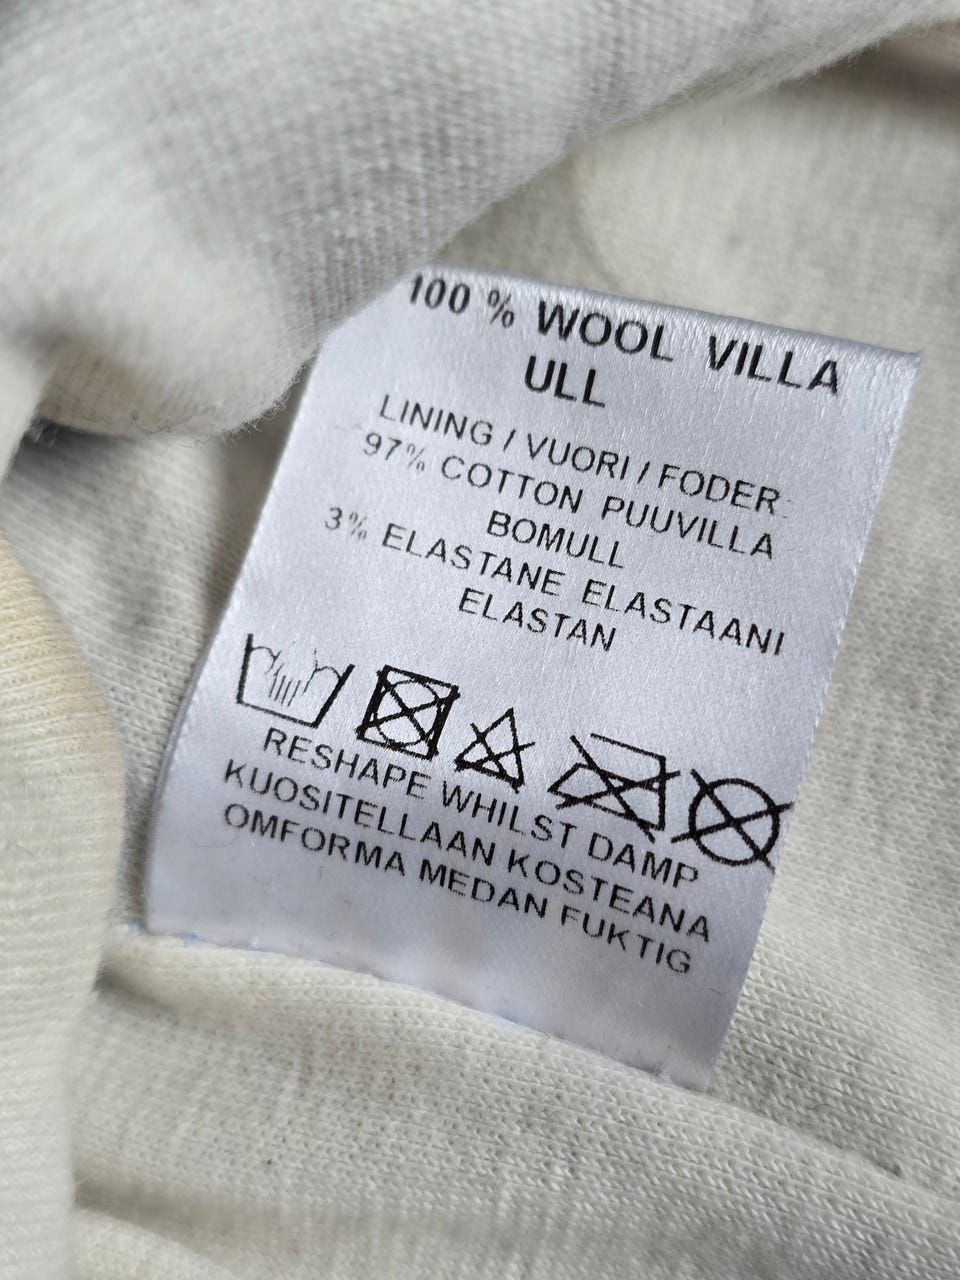 100 % WOOL VILLA
ULL
LINING / VUORI / FODER:
97% COTTON PUUVILLA
BOMULL
3% ELASTANE ELASTAANI
ELASTAN
RESHAPE WHILST DAMP
KUOSITELLAAN KOSTEANA
OMFORMA MEDAN FUKTIG